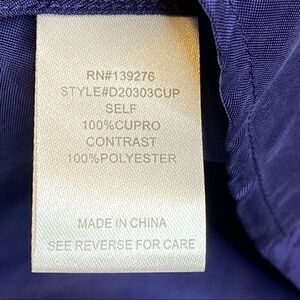 RN#139276
STYLE#D20303CUP
SELF
100%CUPRO
CONTRAST
100%POLYESTER
MADE IN CHINA
SEE REVERSE FOR CARE